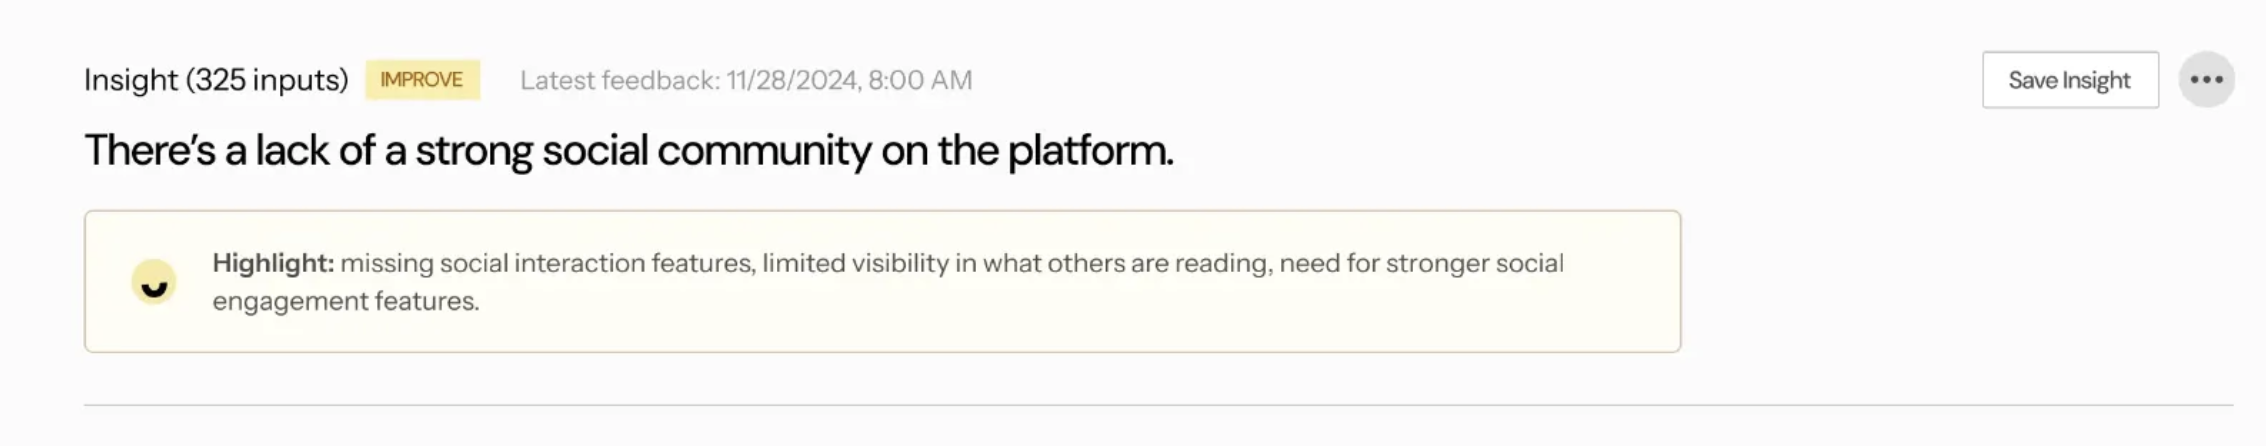 Insight (325 inputs) IMPROVE Latest feedback: 11/28/2024, 8:00 AM Save Insight
There's a lack of a strong social community on the platform.
Highlight: missing social interaction features, limited visibility in what others are reading, need for stronger social
engagement features.